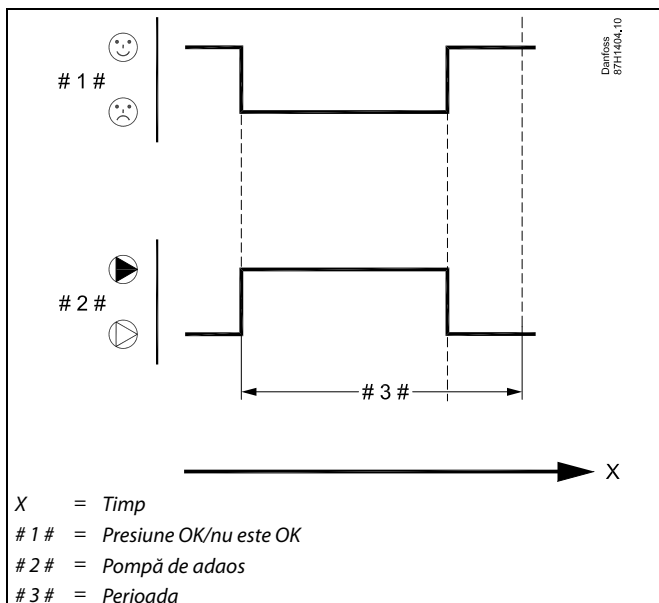 Danfoss
87H1404.10
# 1 #
# 2 #
# 3 #
X
X = Timp
# 1 # = Presiune OK/nu este OK
# 2 # = Pompă de adaos
# 3 # = Perioada